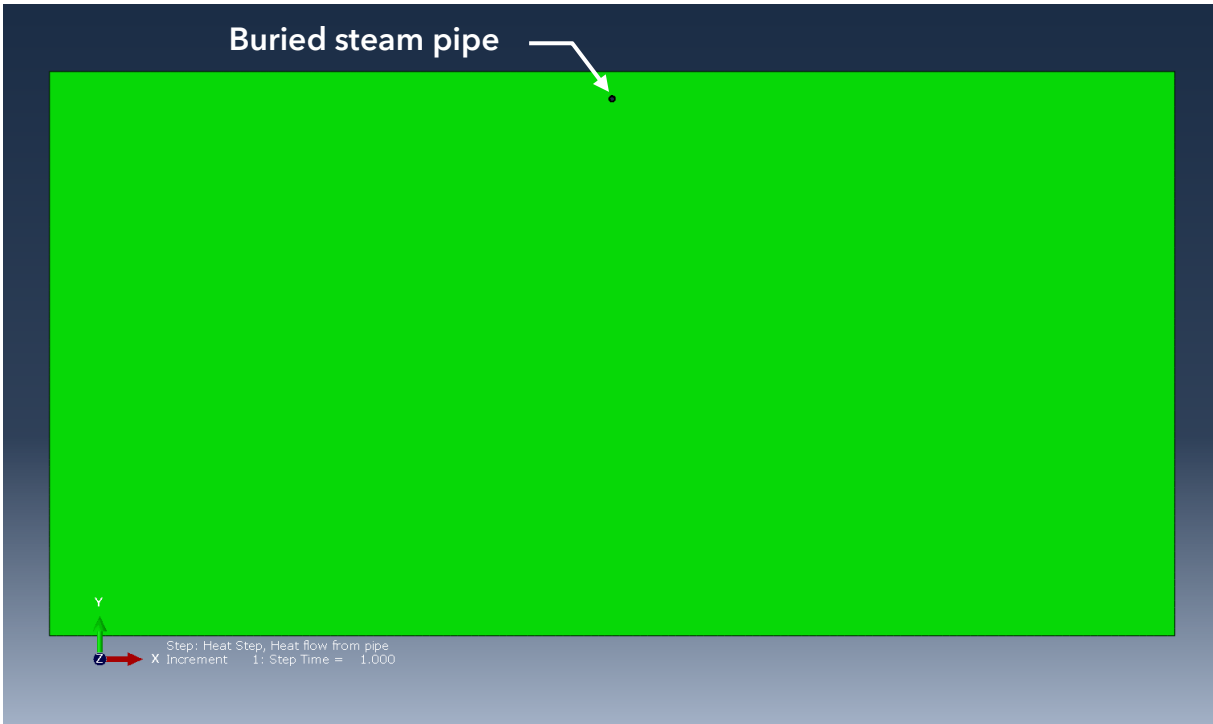 Buried steam pipe
Y
Z
X
Step: Heat Step, Heat flow from pipe
Increment 1: Step Time = 1.000